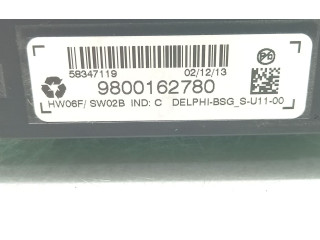 58347119 02/12/13
9800162780
HW06F/ SW02B IND: C DELPHI-BSG_S-U11-00